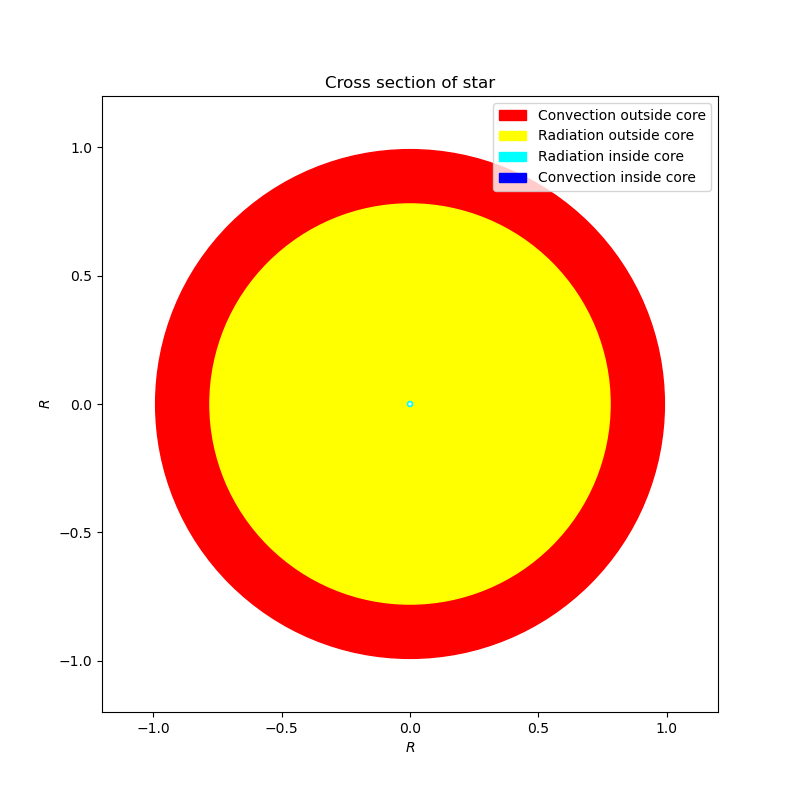 Cross section of star
Convection outside core
Radiation outside core
Radiation inside core
Convection inside core
1.0
0.5
0.0
−0.5
−1.0
R
−1.0 −0.5 0.0 0.5 1.0
R